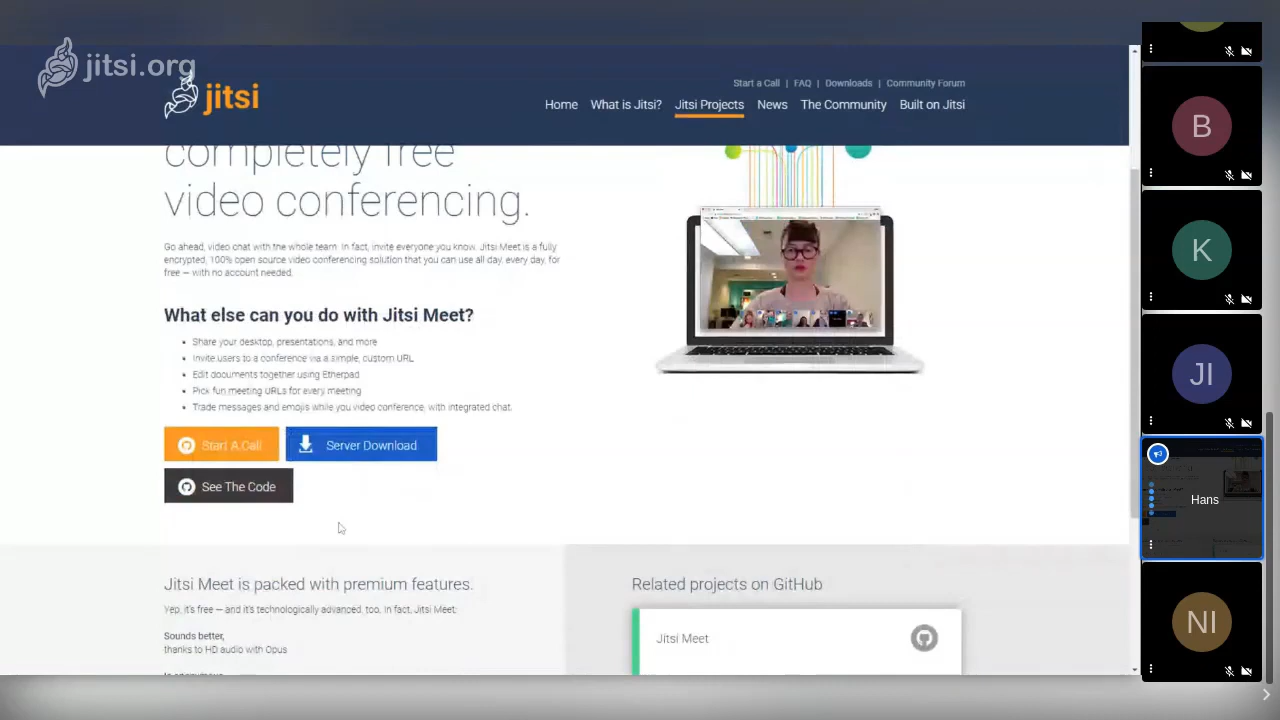 jitsi.org
jitsi
Start a Call | FAQ | Downloads | Community Forum
Home What is Jitsi? Jitsi Projects News The Community Built on Jitsi
completely free
video conferencing.
Go ahead, video chat with the whole team. In fact, invite everyone you know. Jitsi Meet is a fully
encrypted, 100% open source video conferencing solution that you can use all day, every day, for
free — with no account needed.
What else can you do with Jitsi Meet?
Share your desktop, presentations, and more
Invite users to a conference via a simple, custom URL
Edit documents together using Etherpad
Pick fun meeting URLs for every meeting
Trade messages and emojis while you video conference, with integrated chat.
Start A Call
Server Download
See The Code
Jitsi Meet is packed with premium features.
Yep, it's free — and it's technologically advanced, too. In fact, Jitsi Meet:
Sounds better,
thanks to HD audio with Opus
Related projects on GitHub
Jitsi Meet
B
K
JI
Hans
NI